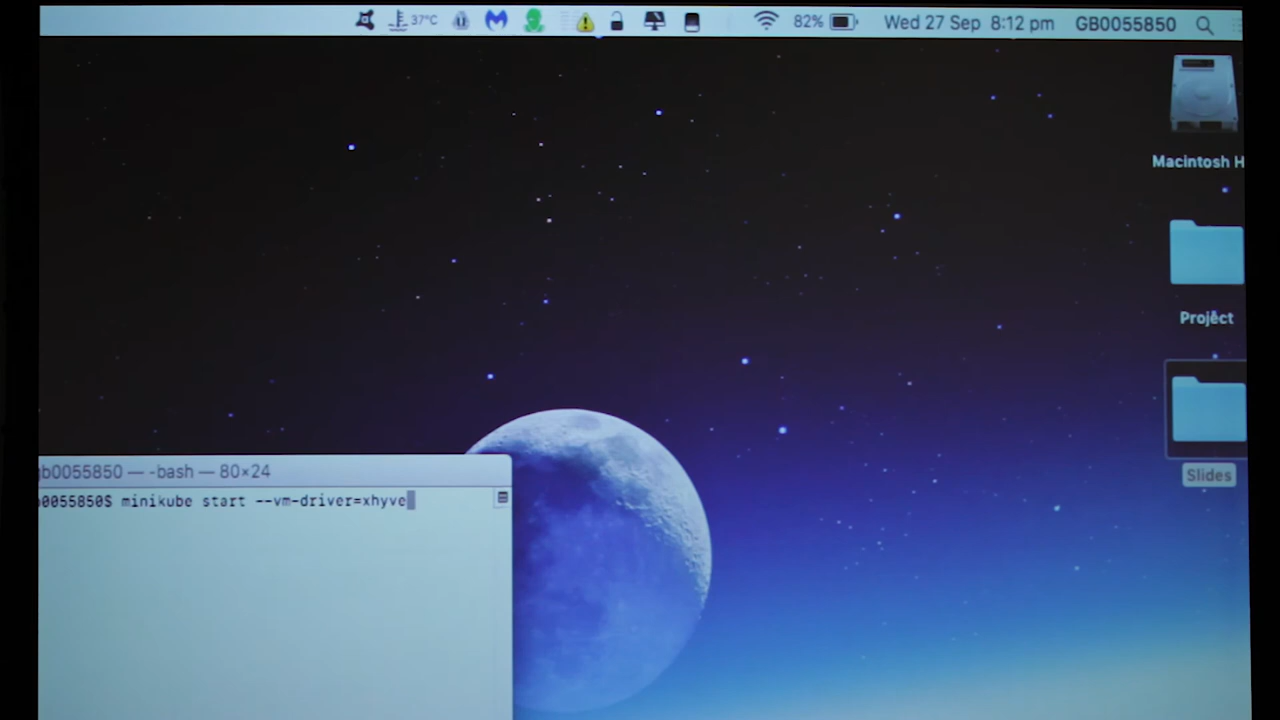 37°C 82% Wed 27 Sep 8:12 pm GB0055850
Macintosh H
Project
Slides
gb0055850 — -bash — 80×24
0055850$ minikube start --vm-driver=xhyve